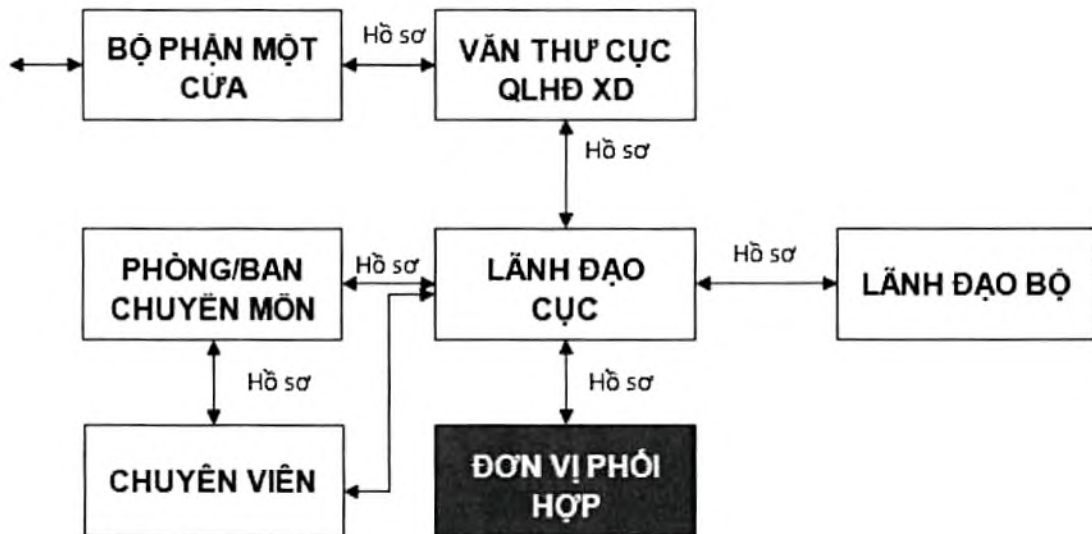 BỘ PHẬN MỘT
CỬA
Hồ sơ
VĂN THƯ CỤC
QLHĐ XD
Hồ sơ
PHÒNG/BAN
CHUYÊN MÔN
Hồ sơ
LÃNH ĐẠO
CỤC
Hồ sơ
LÃNH ĐẠO BỘ
Hồ sơ
Hồ sơ
CHUYÊN VIÊN
ĐƠN VỊ PHỐI
HỢP